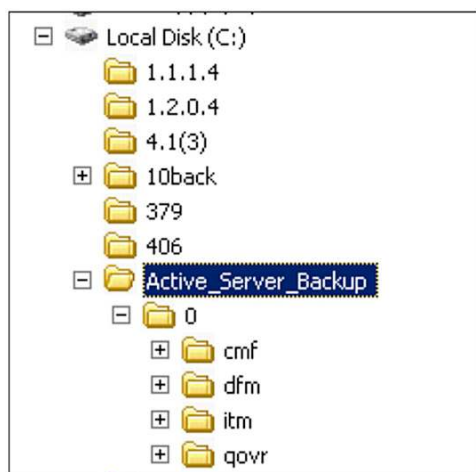 Local Disk (C:)
1.1.1.4
1.2.0.4
4.1(3)
10back
379
406
Active_Server_Backup
0
cmf
dfm
itm
qovr